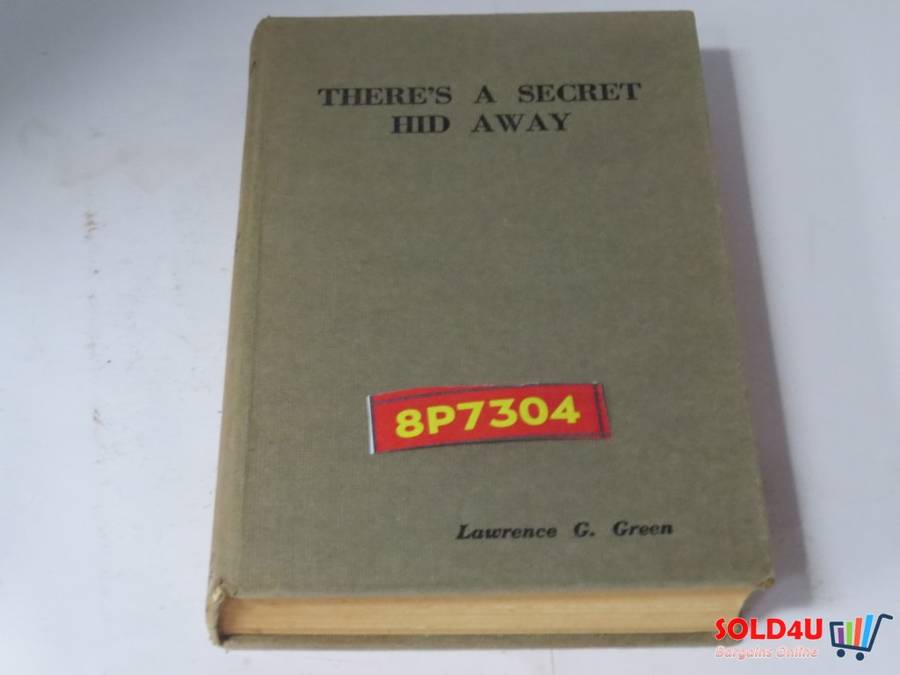 THERE'S A SECRET
HID AWAY
8P7304
Lawrence G. Green
SOLD4U
Bargains Online